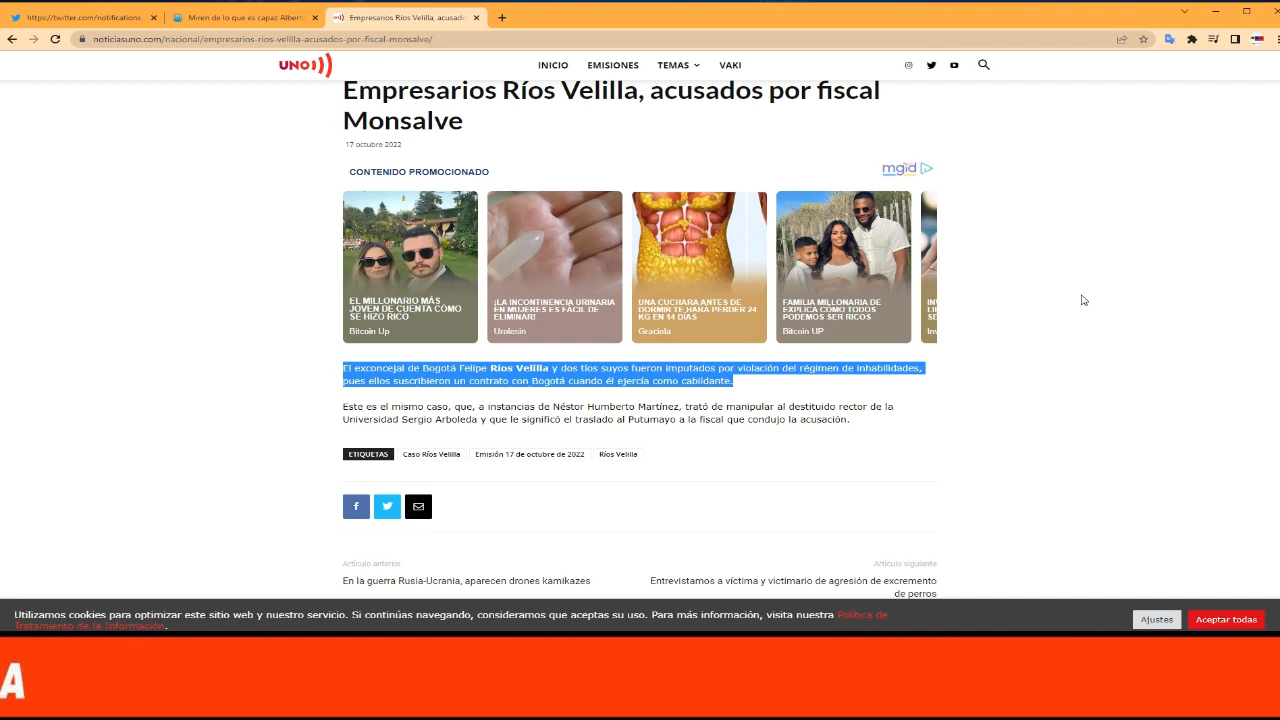 https://twitter.com/notifications
Miren de lo que es capaz Alberto
Empresarios Ríos Velilla, acusado
noticiasuno.com/nacional/empresarios-rios-velilla-acusados-por-fiscal-monsalve/
UNO
INICIO
EMISIONES
TEMAS
VAKI
Empresarios Ríos Velilla, acusados por fiscal
Monsalve
17 octubre 2022
CONTENIDO PROMOCIONADO
mgid
EL MILLONARIO MÁS
JOVEN DE CUENTA CÓMO
SE HIZO RICO
Bitcoin Up
¡LA INCONTINENCIA URINARIA
EN MUJERES ES FÁCIL DE
ELIMINAR!
Urolesin
UNA CUCHARA ANTES DE
DORMIR TE HARÁ PERDER 24
KG EN 14 DÍAS
Graciola
FAMILIA MILLONARIA DE
EXPLICA CÓMO TODOS
PODEMOS SER RICOS
Bitcoin UP
El exconcejal de Bogotá Felipe Ríos Velilla y dos tíos suyos fueron imputados por violación del régimen de inhabilidades,
pues ellos suscribieron un contrato con Bogotá cuando él ejercía como cabildante.
Este es el mismo caso, que, a instancias de Néstor Humberto Martínez, trató de manipular al destituido rector de la
Universidad Sergio Arboleda y que le significó el traslado al Putumayo a la fiscal que condujo la acusación.
ETIQUETAS
Caso Ríos Velilla
Emisión 17 de octubre de 2022
Ríos Velilla
Artículo anterior
En la guerra Rusia-Ucrania, aparecen drones kamikazes
Artículo siguiente
Entrevistamos a víctima y victimario de agresión de excremento
de perros
Utilizamos cookies para optimizar este sitio web y nuestro servicio. Si continúas navegando, consideramos que aceptas su uso. Para más información, visita nuestra Política de
Tratamiento de la Información.
Ajustes
Aceptar todas
A